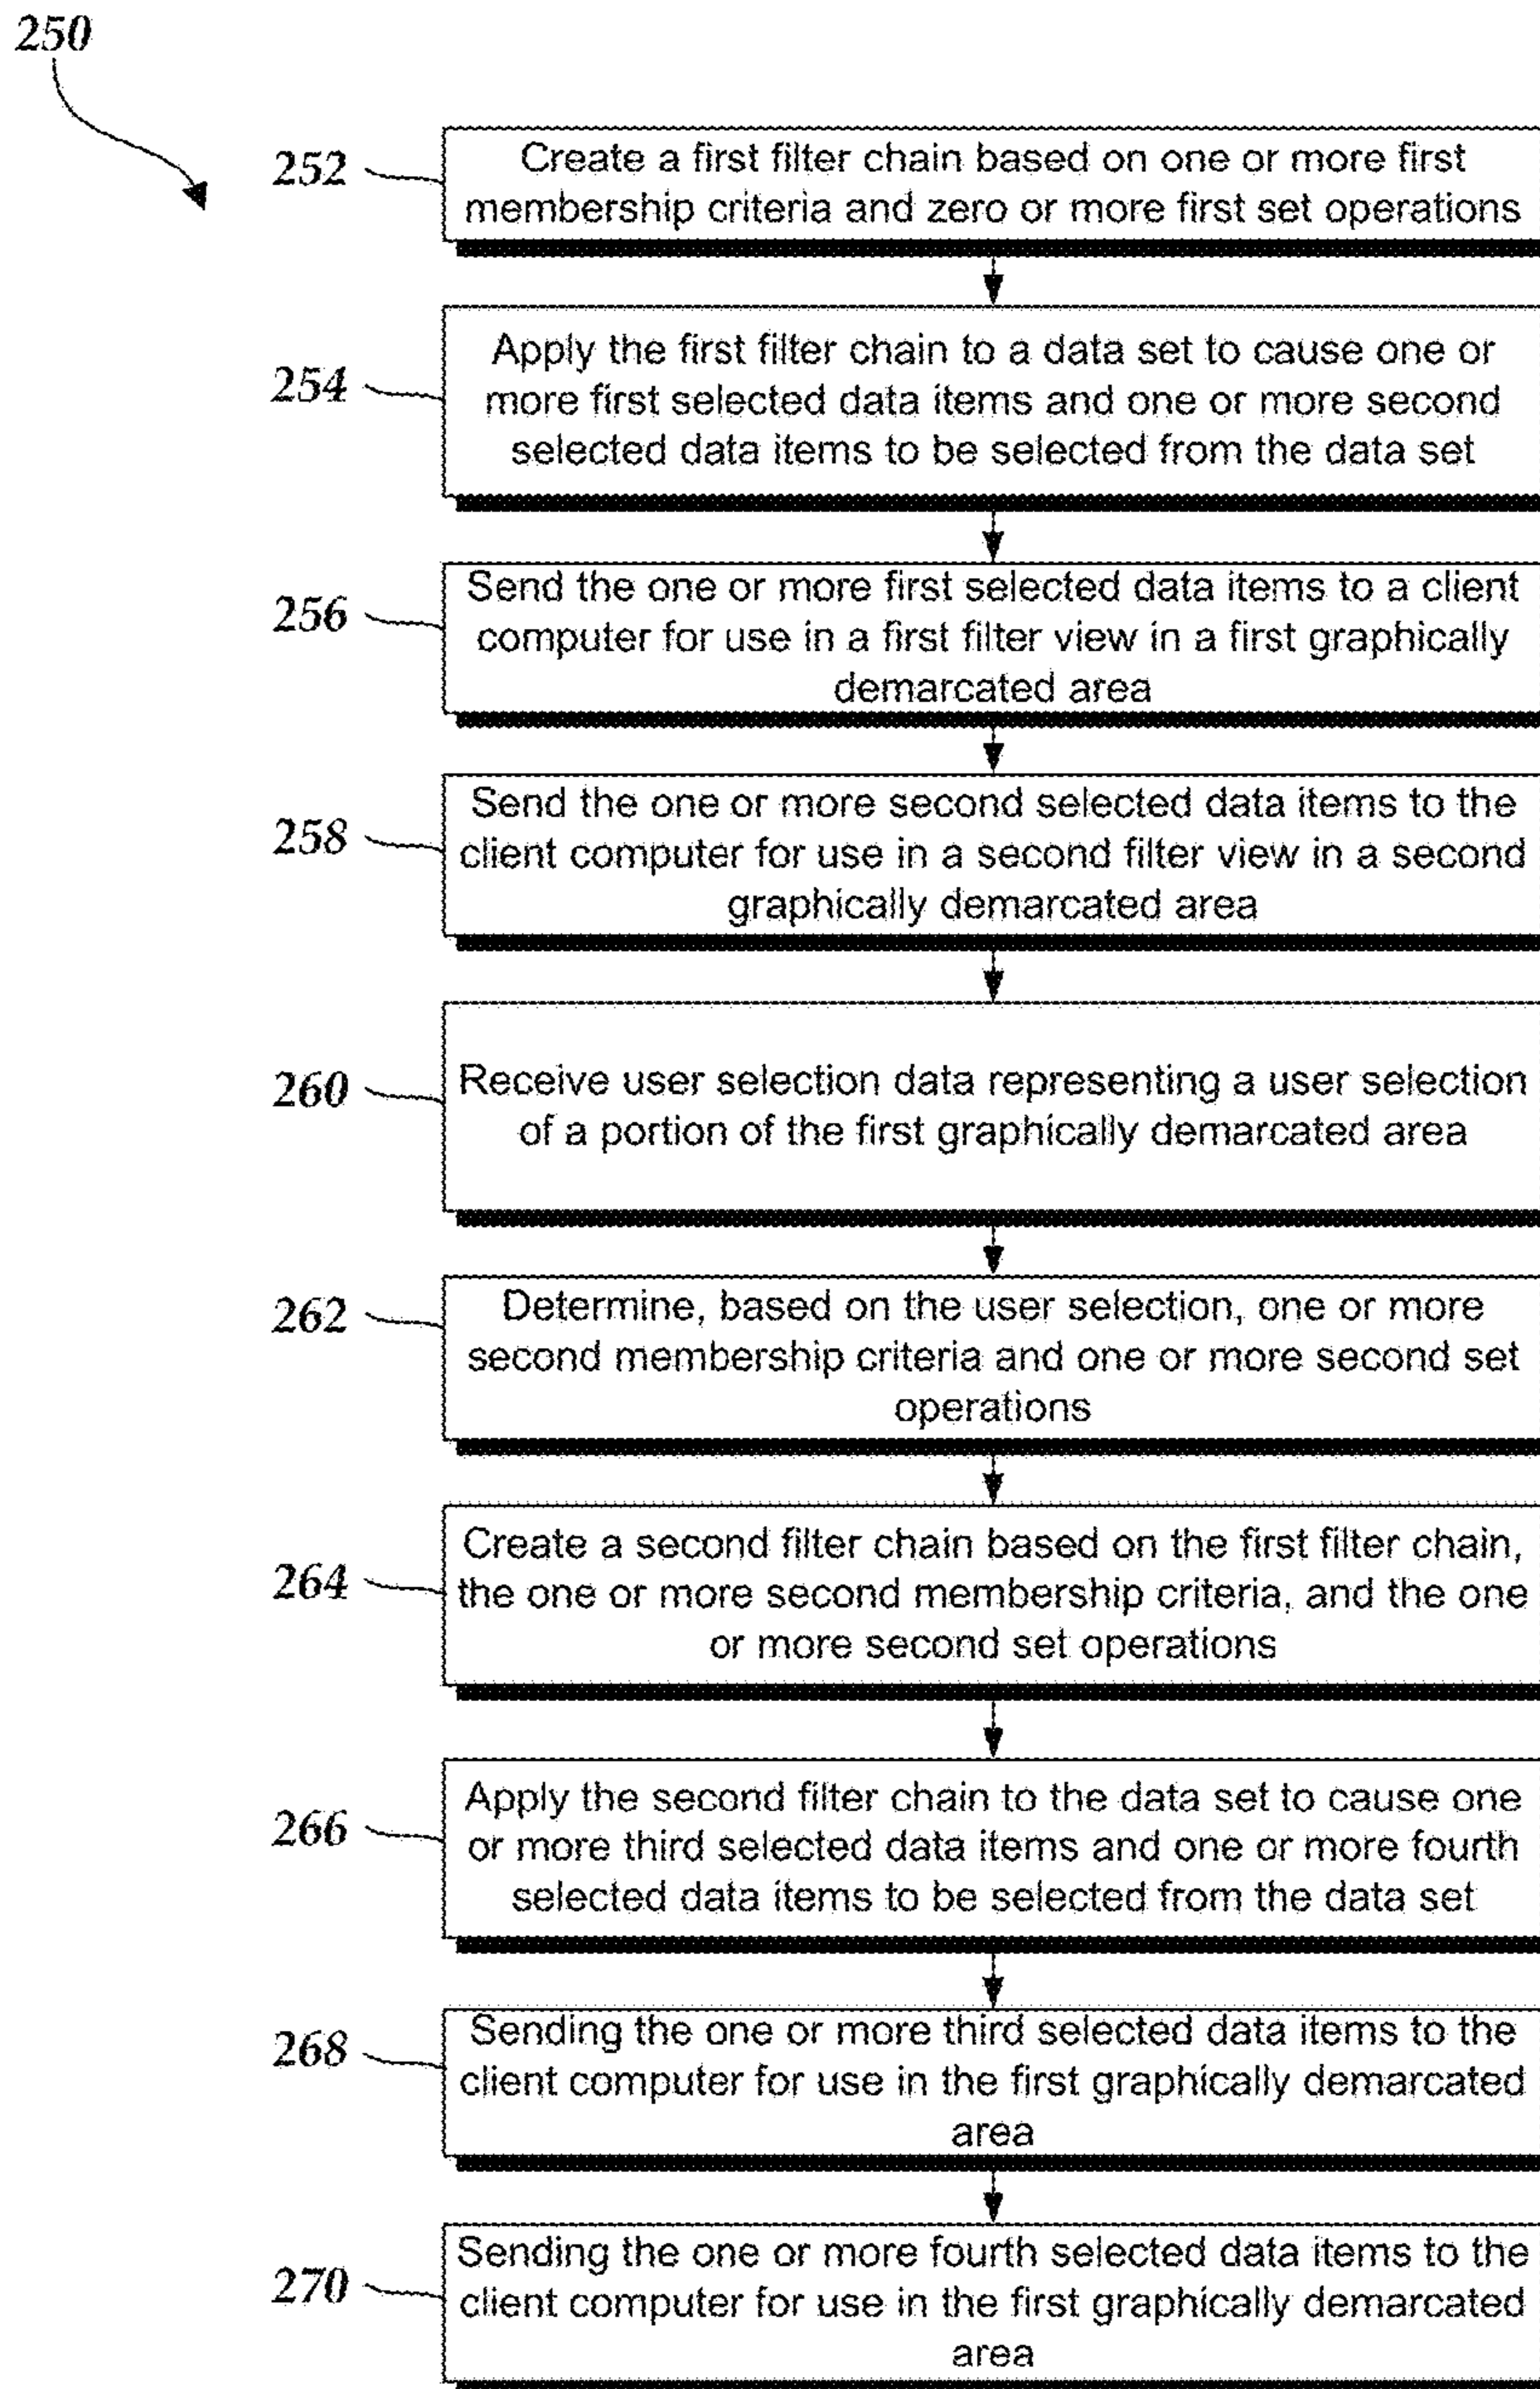 250
252
Create a first filter chain based on one or more first
membership criteria and zero or more first set operations
254
Apply the first filter chain to a data set to cause one or
more first selected data items and one or more second
selected data items to be selected from the data set
256
Send the one or more first selected data items to a client
computer for use in a first filter view in a first graphically
demarcated area
258
Send the one or more second selected data items to the
client computer for use in a second filter view in a second
graphically demarcated area
260
Receive user selection data representing a user selection
of a portion of the first graphically demarcated area
262
Determine, based on the user selection, one or more
second membership criteria and one or more second set
operations
264
Create a second filter chain based on the first filter chain,
the one or more second membership criteria, and the one
or more second set operations
266
Apply the second filter chain to the data set to cause one
or more third selected data items and one or more fourth
selected data items to be selected from the data set
268
Sending the one or more third selected data items to the
client computer for use in the first graphically demarcated
area
270
Sending the one or more fourth selected data items to the
client computer for use in the first graphically demarcated
area